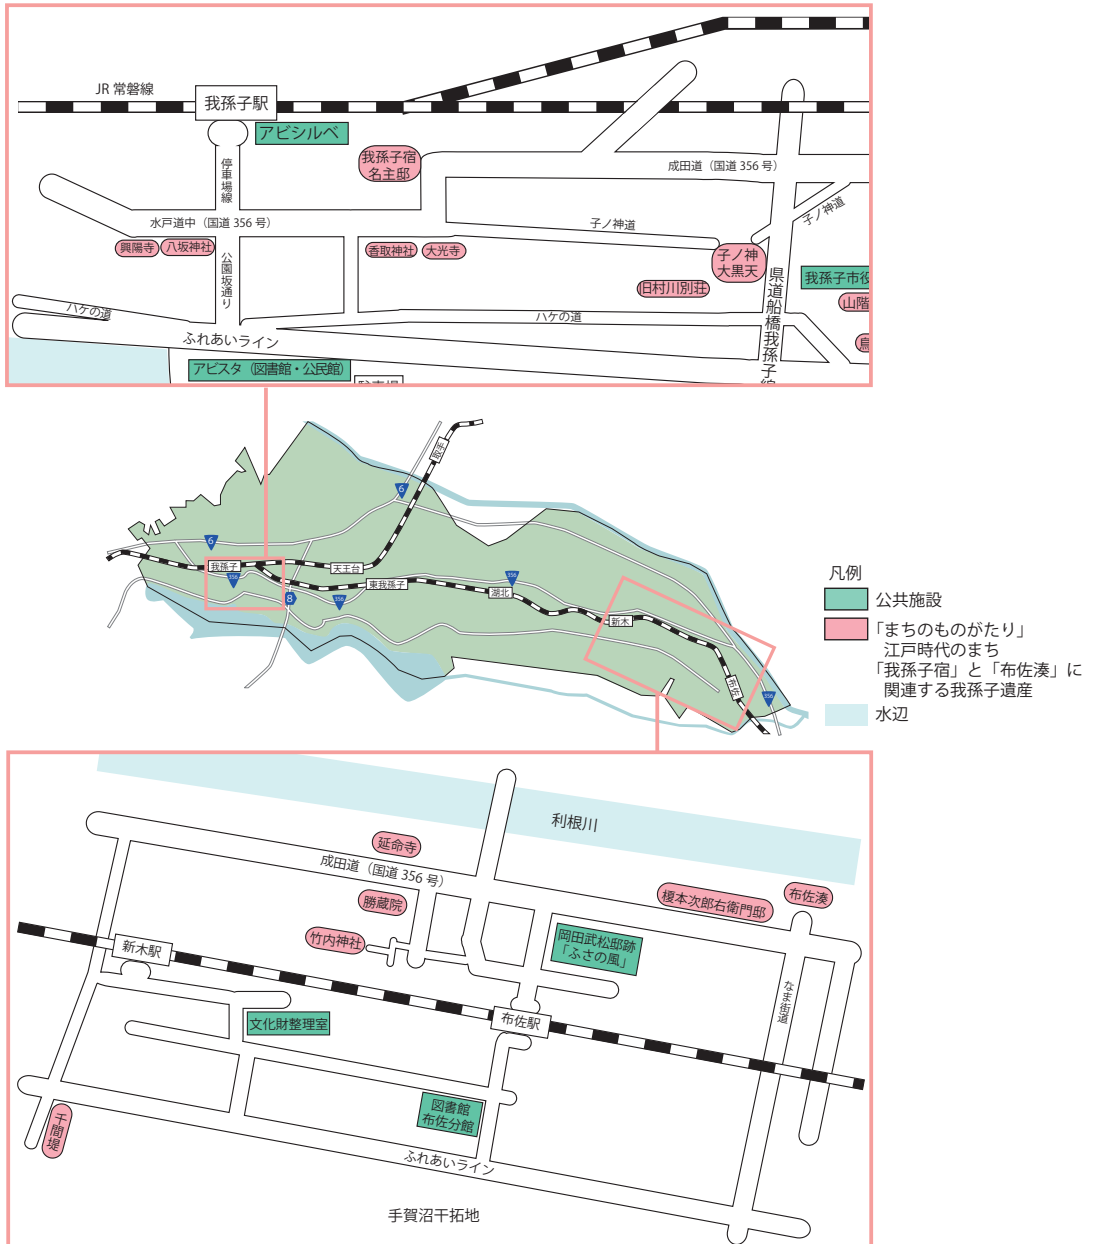 JR 常磐線
我孫子駅
アビシルベ
我孫子宿
名主邸
停車場線
成田道（国道 356 号）
水戸道中（国道 356 号）
子ノ神道
子ノ神道
興陽寺
八坂神社
香取神社
大光寺
子ノ神
大黒天
公園坂通り
旧村川別荘
県道船橋我孫子線
我孫子市役
山階
鳥
ハケの道
ハケの道
ふれあいライン
アビスタ（図書館・公民館）
駐車場
取手
6
6
我孫子
天王台
356
東我孫子
356
湖北
8
356
新木
布佐
356
凡例
公共施設
「まちのものがたり」
江戸時代のまち
「我孫子宿」と「布佐湊」に
関連する我孫子遺産
水辺
利根川
延命寺
成田道（国道 356 号）
勝蔵院
榎本次郎右衛門邸
布佐湊
竹内神社
岡田武松邸跡
「ふさの風」
新木駅
なま街道
文化財整理室
布佐駅
図書館
布佐分館
千間堤
ふれあいライン
手賀沼干拓地